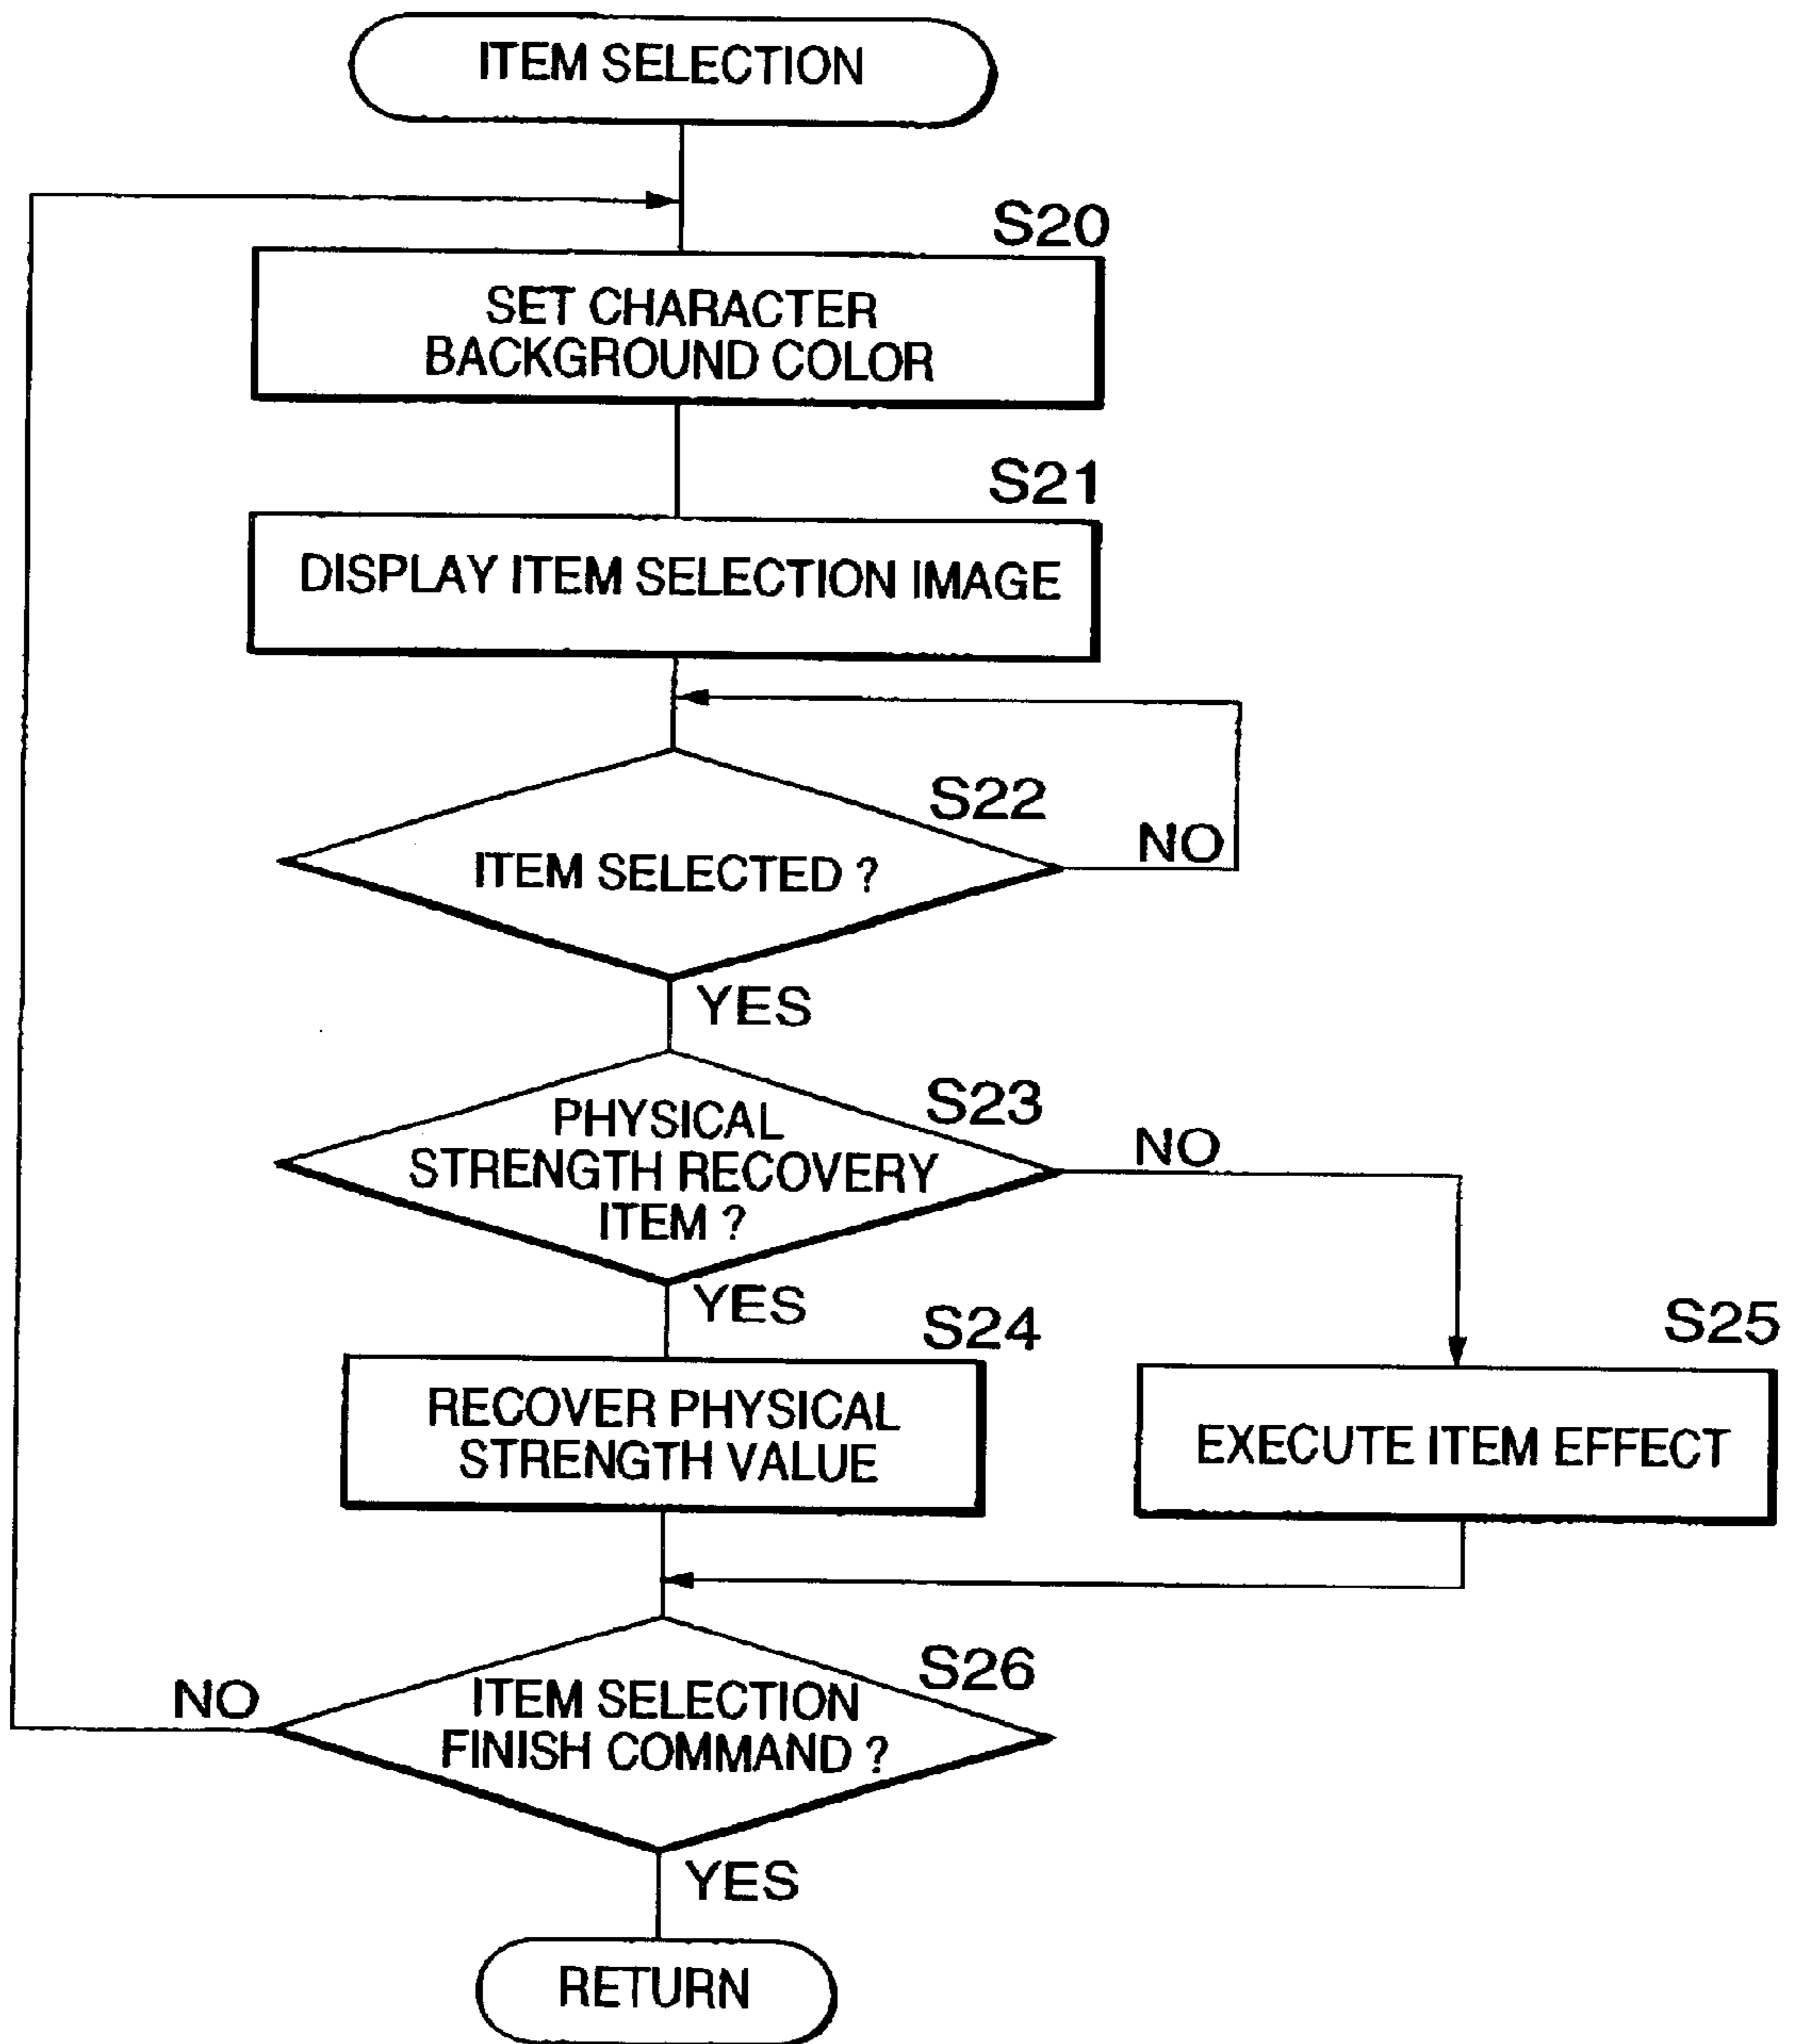 ITEM SELECTION
S20
SET CHARACTER
BACKGROUND COLOR
S21
DISPLAY ITEM SELECTION IMAGE
S22
ITEM SELECTED ?
NO
YES
S23
PHYSICAL
STRENGTH RECOVERY
ITEM ?
NO
YES
S24
RECOVER PHYSICAL
STRENGTH VALUE
S25
EXECUTE ITEM EFFECT
S26
ITEM SELECTION
FINISH COMMAND ?
NO
YES
RETURN